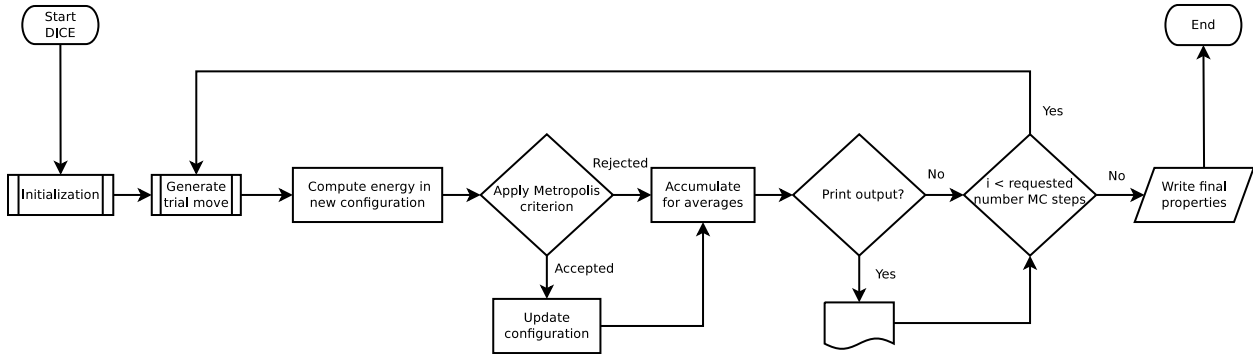 Start
DICE
End
Yes
Initialization
Generate
trial move
Compute energy in
new configuration
Apply Metropolis
criterion
Rejected
Accumulate
for averages
Print output?
No
i < requested
number MC steps
No
Write final
properties
Accepted
Yes
Update
configuration